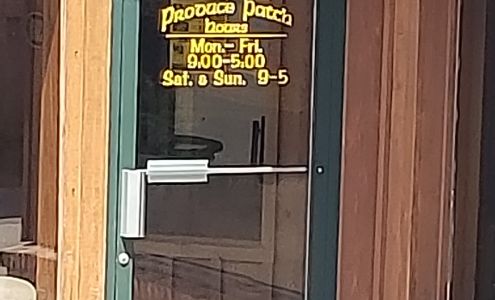 Produce Patch
hours
Mon.- Fri.
9:00-5:00
Sat. & Sun. 9-5